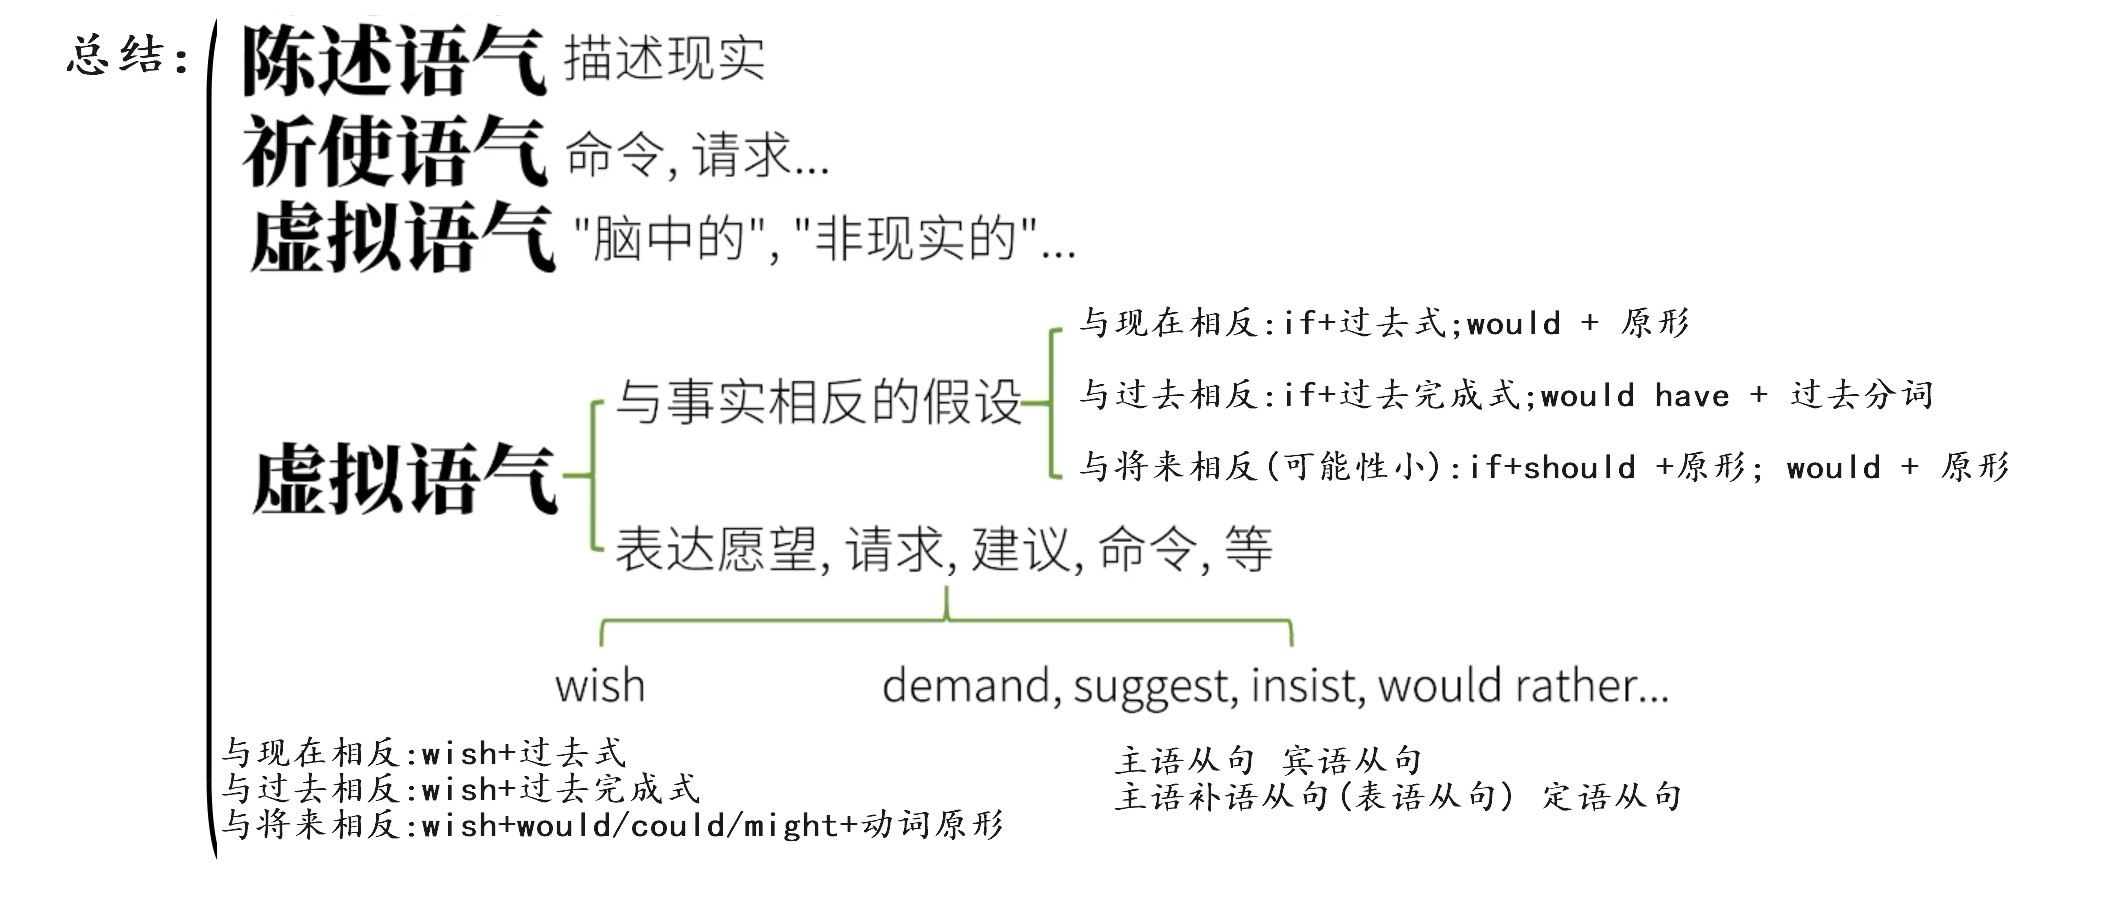 总结:
陈述语气 描述现实
祈使语气 命令, 请求...
虚拟语气 "脑中的", "非现实的"...
与现在相反:if+过去式;would + 原形
与事实相反的假设
与过去相反:if+过去完成式;would have + 过去分词
与将来相反(可能性小):if+should +原形; would + 原形
虚拟语气
表达愿望, 请求, 建议, 命令, 等
wish
demand, suggest, insist, would rather...
与现在相反:wish+过去式
与过去相反:wish+过去完成式
与将来相反:wish+would/could/might+动词原形
主语从句 宾语从句
主语补语从句(表语从句) 定语从句